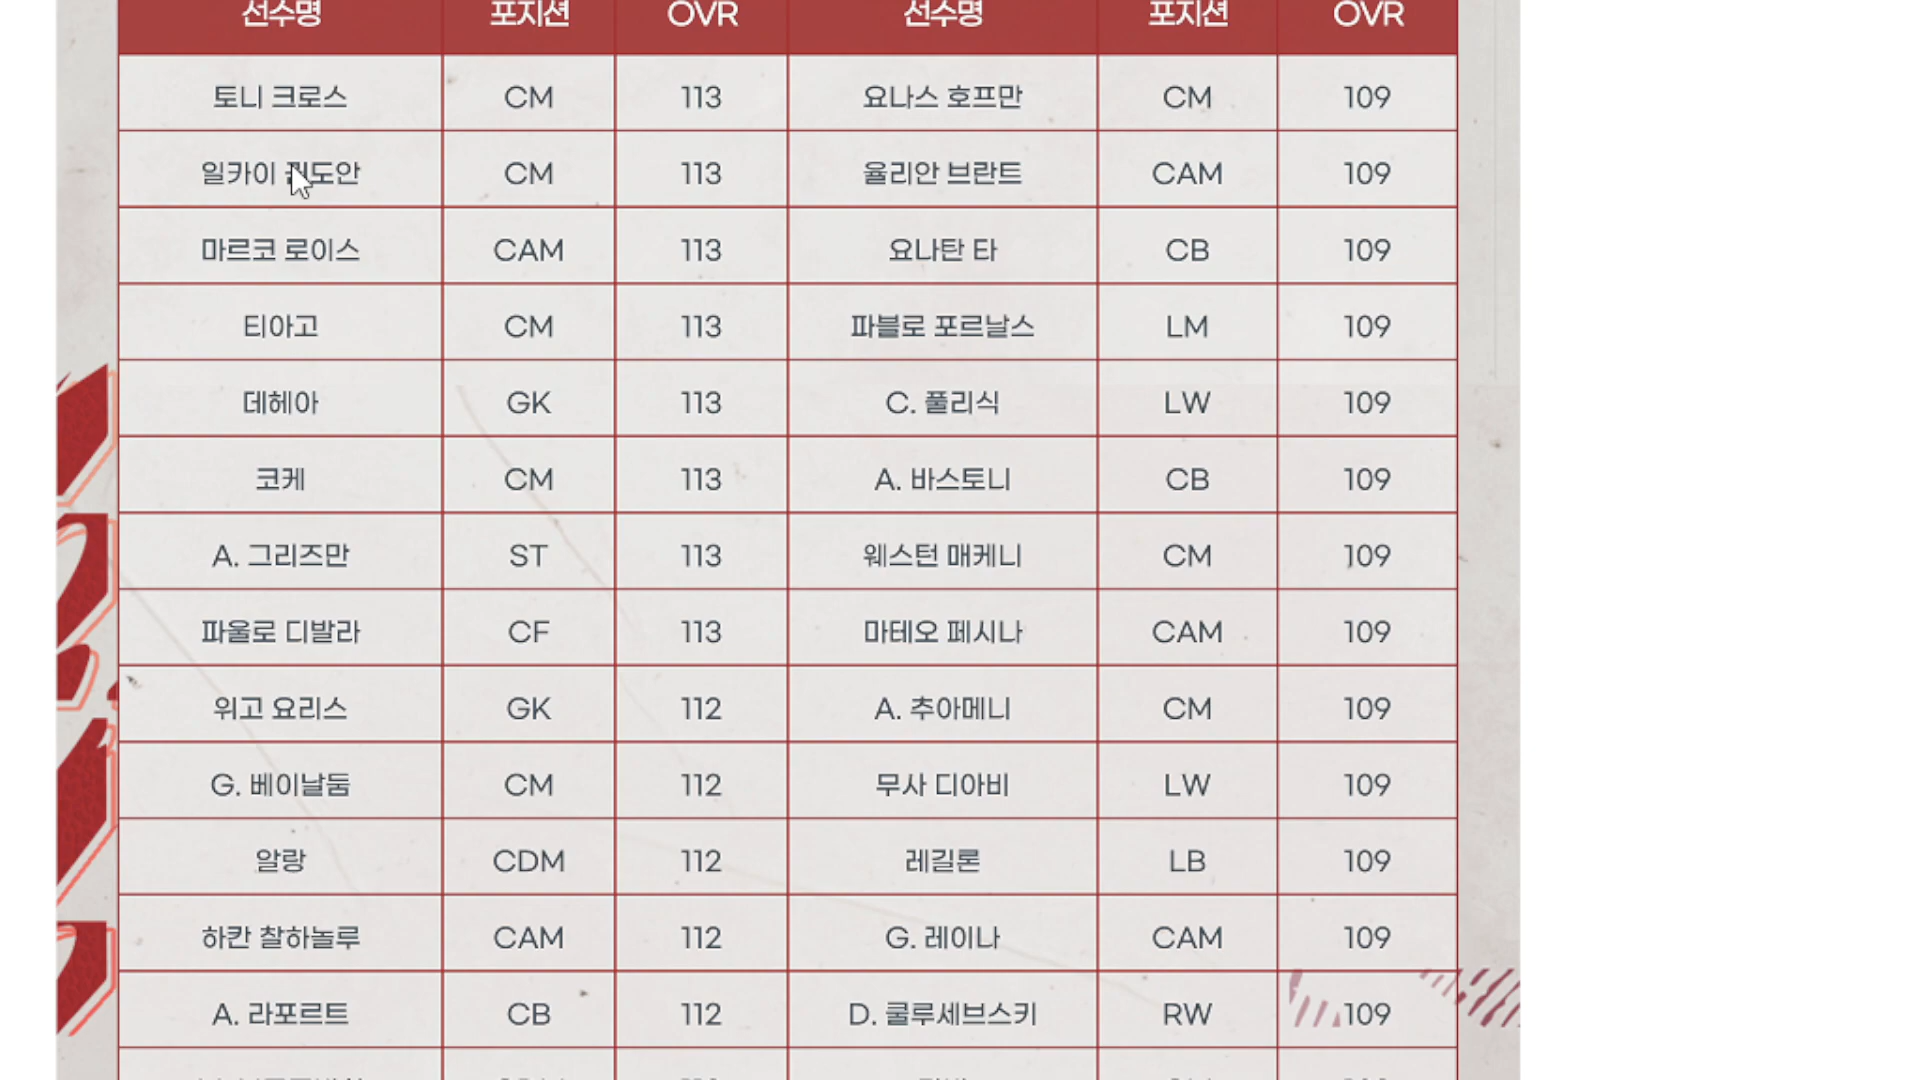 선수명 포지션 OVR 선수명 포지션 OVR
토니 크로스 CM 113 요나스 호프만 CM 109
일카이 CM 113 율리안 브란트 CAM 109
마르코 로이스 CAM 113 요나탄 타 CB 109
티아고 CM 113 파블로 포르날스 LM 109
데헤아 GK 113 C. 풀리식 LW 109
코케 CM 113 A. 바스토니 CB 109
A. 그리즈만 ST 113 웨스턴 매케니 CM 109
파울로 디발라 CF 113 마테오 페시나 CAM 109
위고 요리스 GK 112 A. 추아메니 CM 109
G. 베이날둠 CM 112 무사 디아비 LW 109
알랑 CDM 112 레길론 LB 109
하칸 찰하놀루 CAM 112 G. 레이나 CAM 109
A. 라포르트 CB 112 D. 쿨루세브스키 RW 109